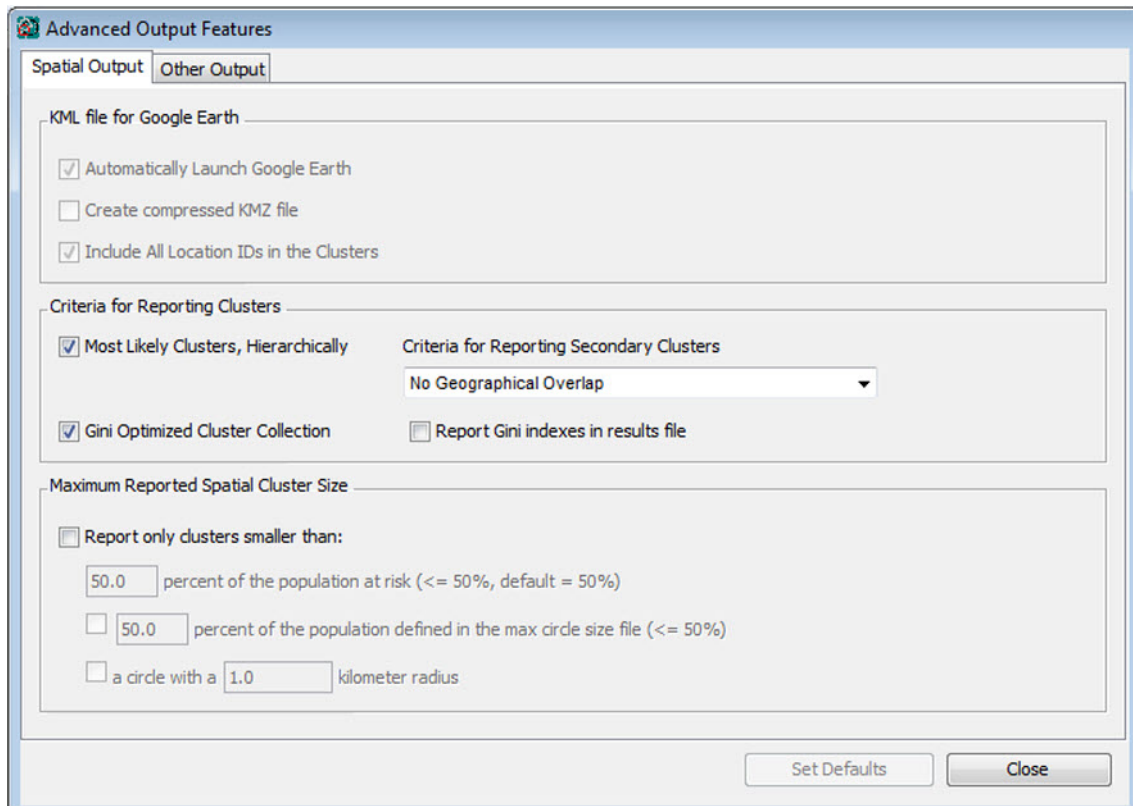 Advanced Output Features
Spatial Output Other Output
KML file for Google Earth
Automatically Launch Google Earth
Create compressed KMZ file
Include All Location IDs in the Clusters
Criteria for Reporting Clusters
Most Likely Clusters, Hierarchically Criteria for Reporting Secondary Clusters
No Geographical Overlap
Gini Optimized Cluster Collection Report Gini indexes in results file
Maximum Reported Spatial Cluster Size
Report only clusters smaller than:
50.0 percent of the population at risk (<= 50%, default = 50%)
50.0 percent of the population defined in the max circle size file (<= 50%)
a circle with a 1.0 kilometer radius
Set Defaults Close